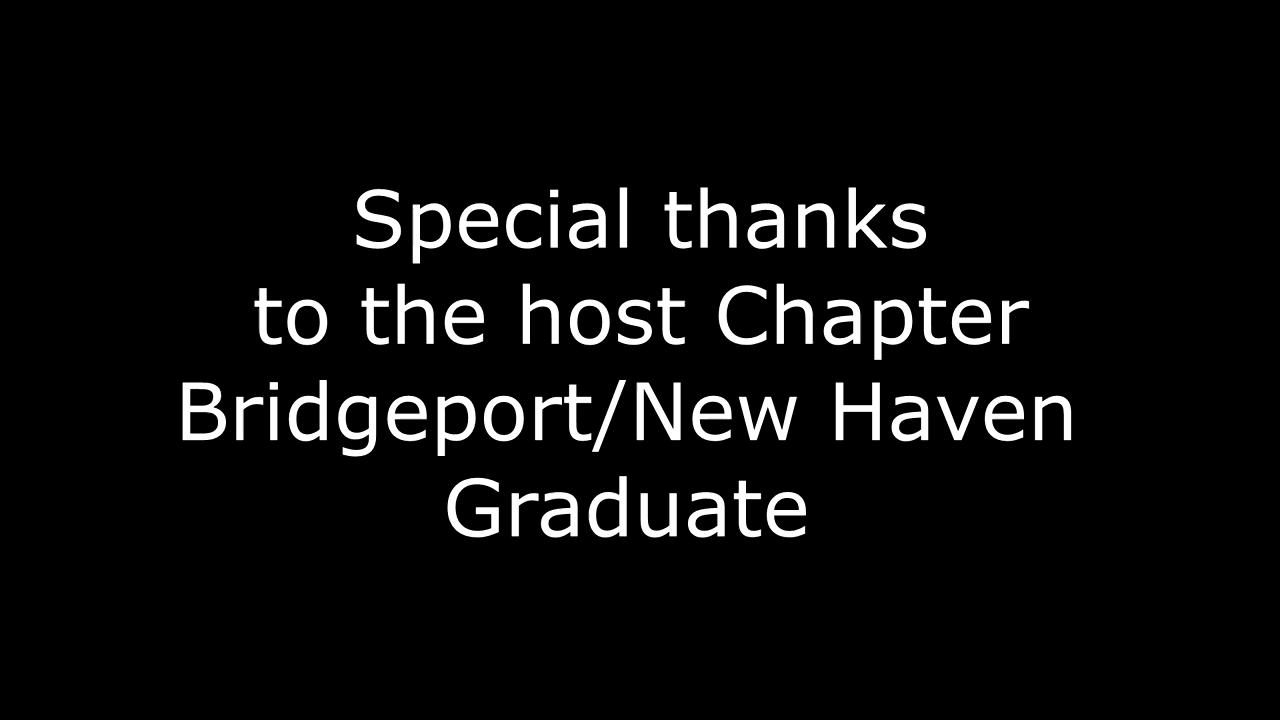 Special thanks
to the host Chapter
Bridgeport/New Haven
Graduate